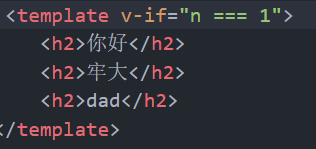 <template v-if="n === 1">
<h2>你好</h2>
<h2>牢大</h2>
<h2>dad</h2>
</template>